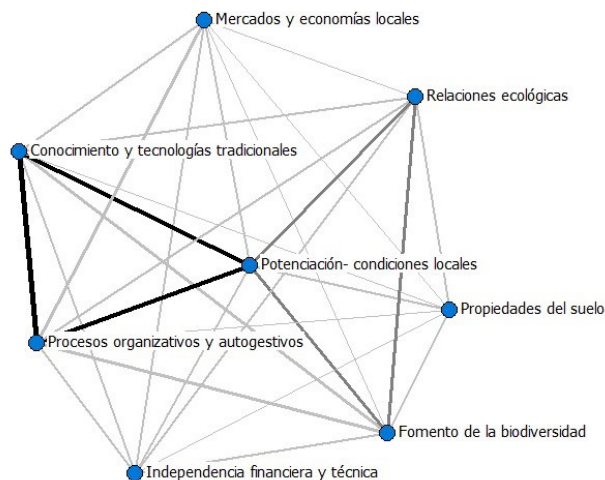 Mercados y economías locales
Relaciones ecológicas
Conocimiento y tecnologías tradicionales
Potenciación- condiciones locales
Propiedades del suelo
Procesos organizativos y autogestivos
Fomento de la biodiversidad
Independencia financiera y técnica